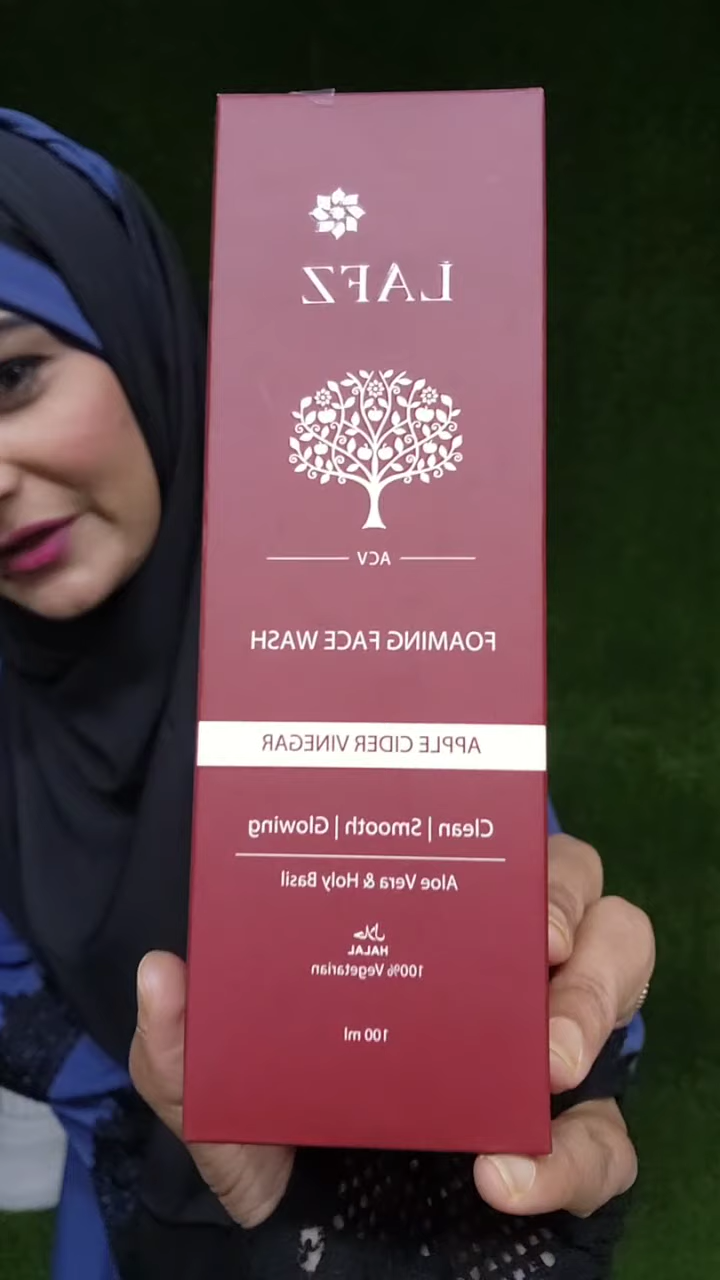 LAFZ
ACV
FOAMING FACE WASH
APPLE CIDER VINEGAR
Clean | Smooth | Glowing
Aloe Vera & Holy Basil
حلال
HALAL
100% Vegetarian
100 ml